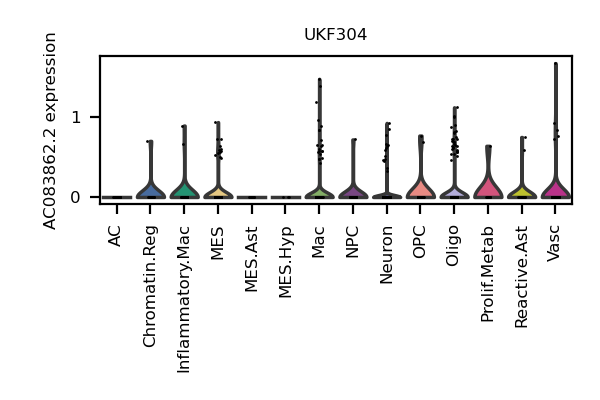 UKF304
AC083862.2 expression
1
0
AC
Chromatin.Reg
Inflammatory.Mac
MES
MES.Ast
MES.Hyp
Mac
NPC
Neuron
OPC
Oligo
Prolif.Metab
Reactive.Ast
Vasc